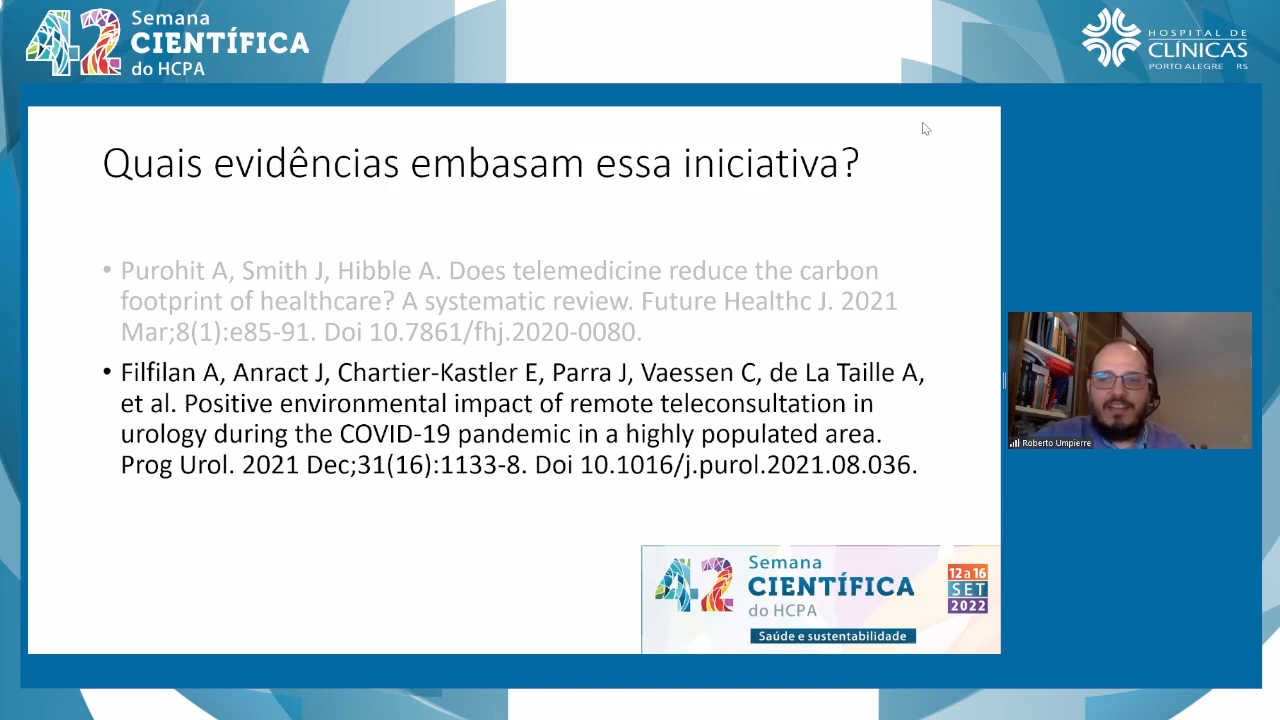 42 Semana
CIENTÍFICA
do HCPA
HOSPITAL DE
CLÍNICAS
PORTO ALEGRE RS
Quais evidências embasam essa iniciativa?
• Purohit A, Smith J, Hibble A. Does telemedicine reduce the carbon
footprint of healthcare? A systematic review. Future Healthc J. 2021
Mar;8(1):e85-91. Doi 10.7861/fhj.2020-0080.
• Filfilan A, Anract J, Chartier-Kastler E, Parra J, Vaessen C, de La Taille A,
et al. Positive environmental impact of remote teleconsultation in
urology during the COVID-19 pandemic in a highly populated area.
Prog Urol. 2021 Dec;31(16):1133-8. Doi 10.1016/j.purol.2021.08.036.
Roberto Umpierre
42 Semana
CIENTÍFICA
do HCPA
Saúde e sustentabilidade
12 a 16
SET
2022